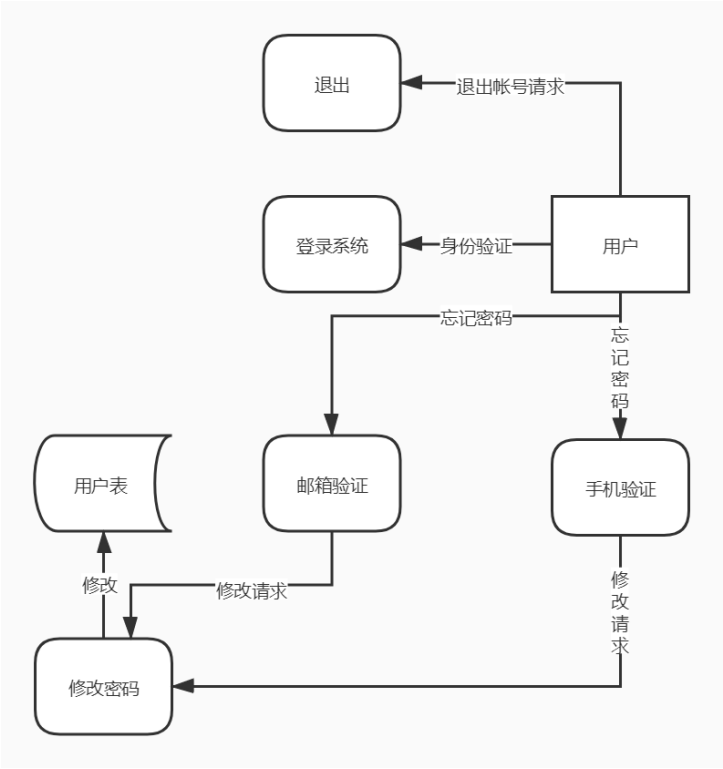 退出
退出帐号请求
登录系统
身份验证
用户
忘记密码
忘记密码
用户表
邮箱验证
手机验证
修改
修改请求
修改请求
修改密码